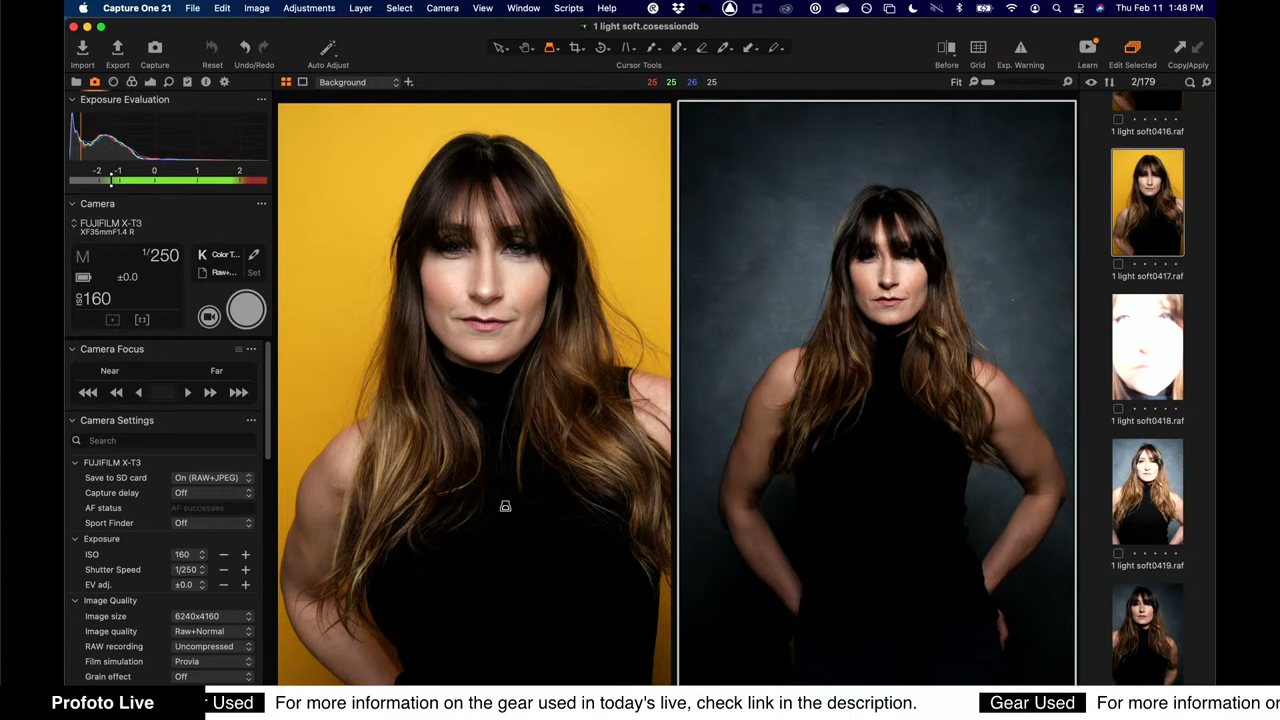 Capture One 21 File Edit Image Adjustments Layer Select Camera View Window Scripts Help Thu Feb 11 1:48 PM
1 light soft.cosessiondb
Import Export Capture Reset Undo/Redo Auto Adjust Cursor Tools Before Grid Exp. Warning Learn Edit Selected Copy/Apply
Background 25 25 26 25 Fit 2/179
Exposure Evaluation
-2 -1 0 1 2
Camera
FUJIFILM X-T3
XF35mmF1.4 R
M 1/250 K Color T...
±0.0 Raw... Set
ISO 160
Camera Focus
Near Far
Camera Settings
Search
FUJIFILM X-T3
Save to SD card On (RAW+JPEG)
Capture delay Off
AF status AF successes
Sport Finder Off
Exposure
ISO 160
Shutter Speed 1/250
EV adj. ±0.0
Image Quality
Image size 6240x4160
Image quality Raw+Normal
RAW recording Uncompressed
Film simulation Provia
Grain effect Off
1 light soft0416.raf
1 light soft0417.raf
1 light soft0418.raf
1 light soft0419.raf
Profoto Live r Used For more information on the gear used in today's live, check link in the description. Gear Used For more information o